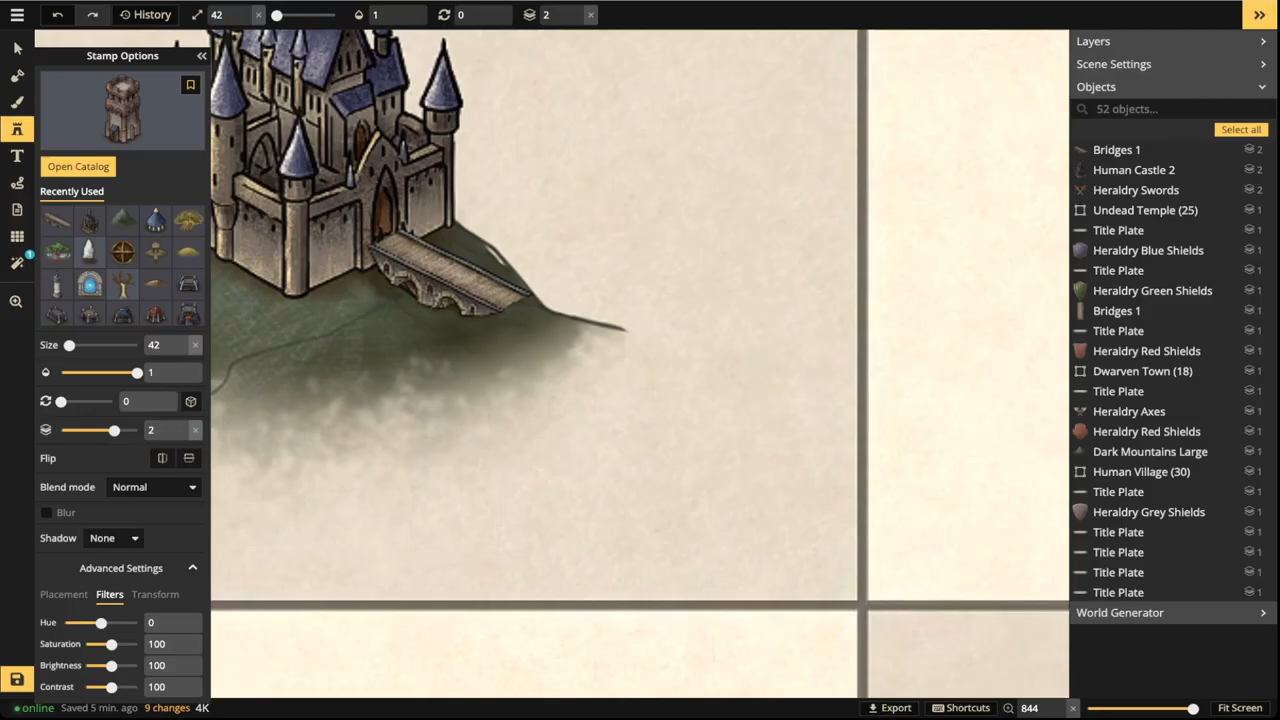 History 42 × 1 0 2 ×
Stamp Options
Open Catalog
Recently Used
Size 42 ×
1
0
2 ×
Flip
Blend mode Normal
Blur
Shadow None
Advanced Settings
Placement Filters Transform
Hue 0
Saturation 100
Brightness 100
Contrast 100
1
Layers
Scene Settings
Objects
52 objects...
Select all
Bridges 1 2
Human Castle 2 2
Heraldry Swords 2
Undead Temple (25) 1
Title Plate 1
Heraldry Blue Shields 1
Title Plate 1
Heraldry Green Shields 1
Bridges 1 1
Title Plate 1
Heraldry Red Shields 1
Dwarven Town (18) 1
Title Plate 1
Heraldry Axes 1
Heraldry Red Shields 1
Dark Mountains Large 1
Human Village (30) 1
Title Plate 1
Heraldry Grey Shields 1
Title Plate 1
Title Plate 1
Title Plate 1
Title Plate 1
World Generator
online Saved 5 min. ago 9 changes 4K Export Shortcuts 844 × Fit Screen